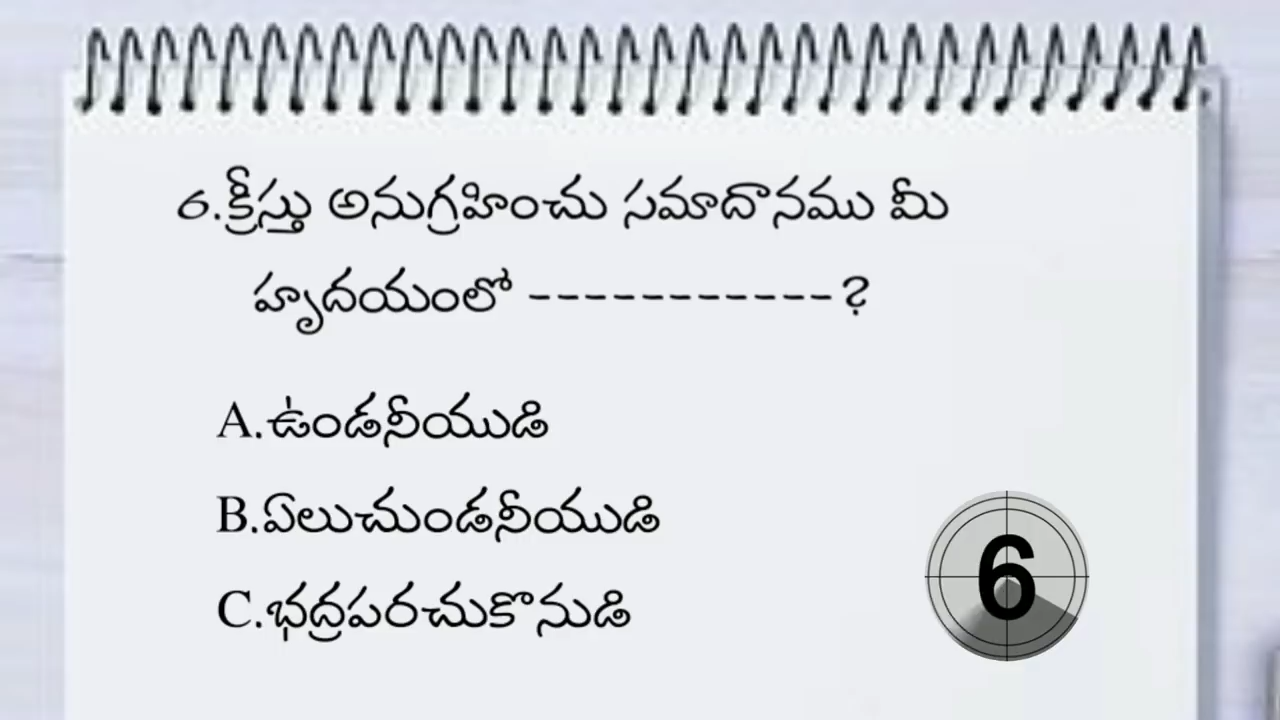 6.క్రీస్తు అనుగ్రహించు సమాదానము మీ
హృదయంలో -----------?
A.ఉండనీయుడి
B.ఏలుచుండనీయుడి
C.భద్రపరచుకొనుడి
6